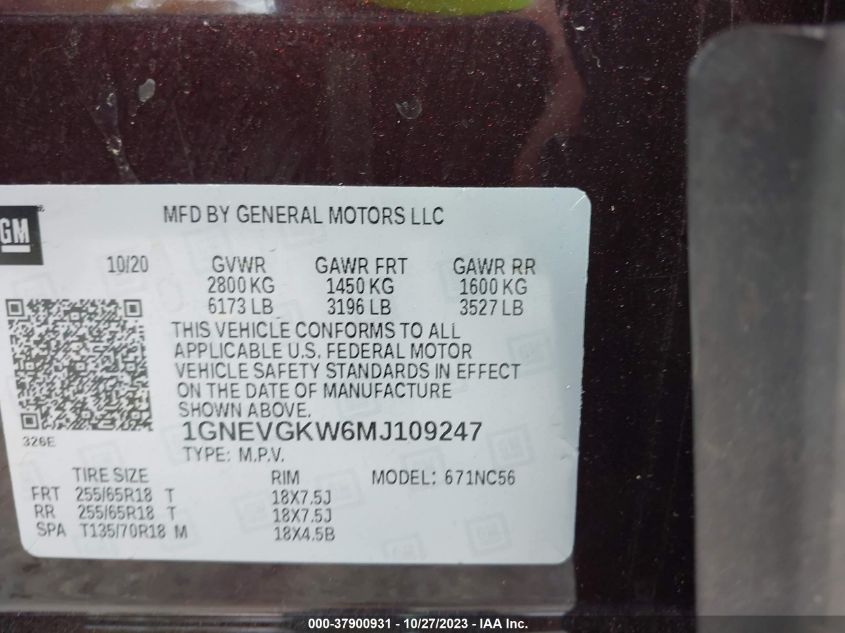 MFD BY GENERAL MOTORS LLC
GM
10/20 GVWR GAWR FRT GAWR RR
2800 KG 1450 KG 1600 KG
6173 LB 3196 LB 3527 LB
THIS VEHICLE CONFORMS TO ALL
APPLICABLE U.S. FEDERAL MOTOR
VEHICLE SAFETY STANDARDS IN EFFECT
ON THE DATE OF MANUFACTURE
SHOWN ABOVE.
326E
1GNEVGKW6MJ109247
TYPE: M.P.V.
TIRE SIZE RIM MODEL: 671NC56
FRT 255/65R18 T 18X7.5J
RR 255/65R18 T 18X7.5J
SPA T135/70R18 M 18X4.5B
000-37900931 - 10/27/2023 - IAAI.COM